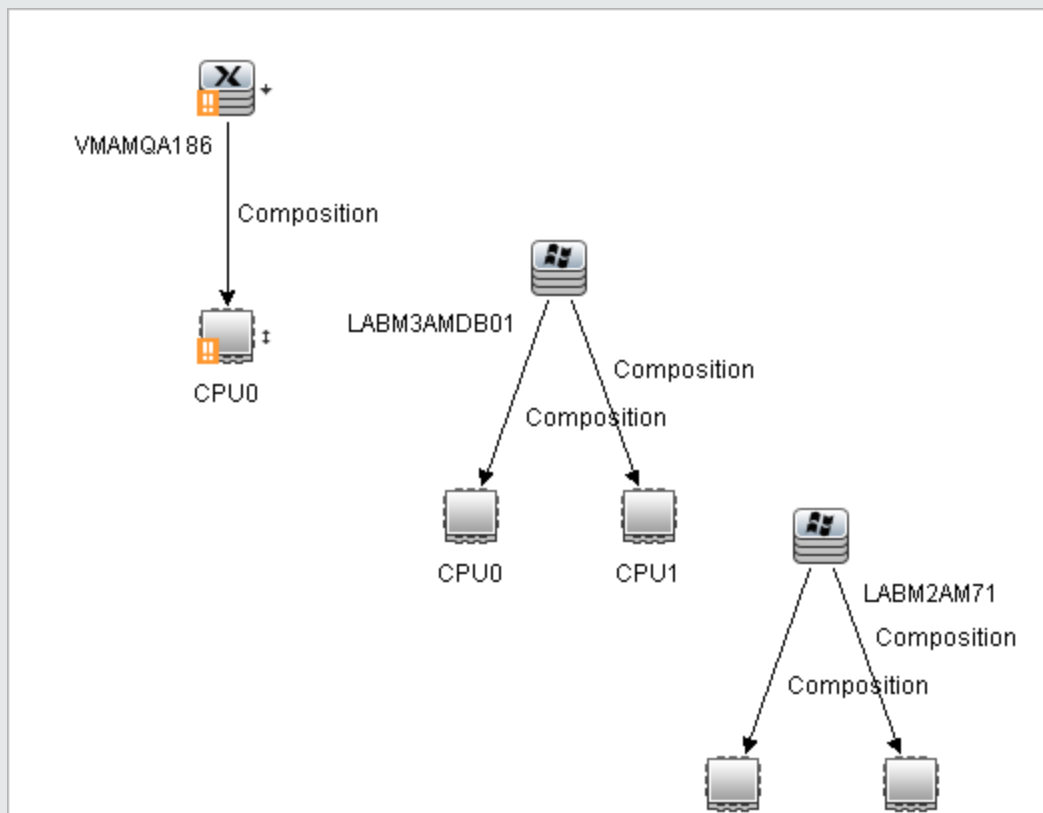 VMAMQA186
Composition
CPU0
LABM3AMDB01
Composition
Composition
CPU0
CPU1
LABM2AM71
Composition
Composition